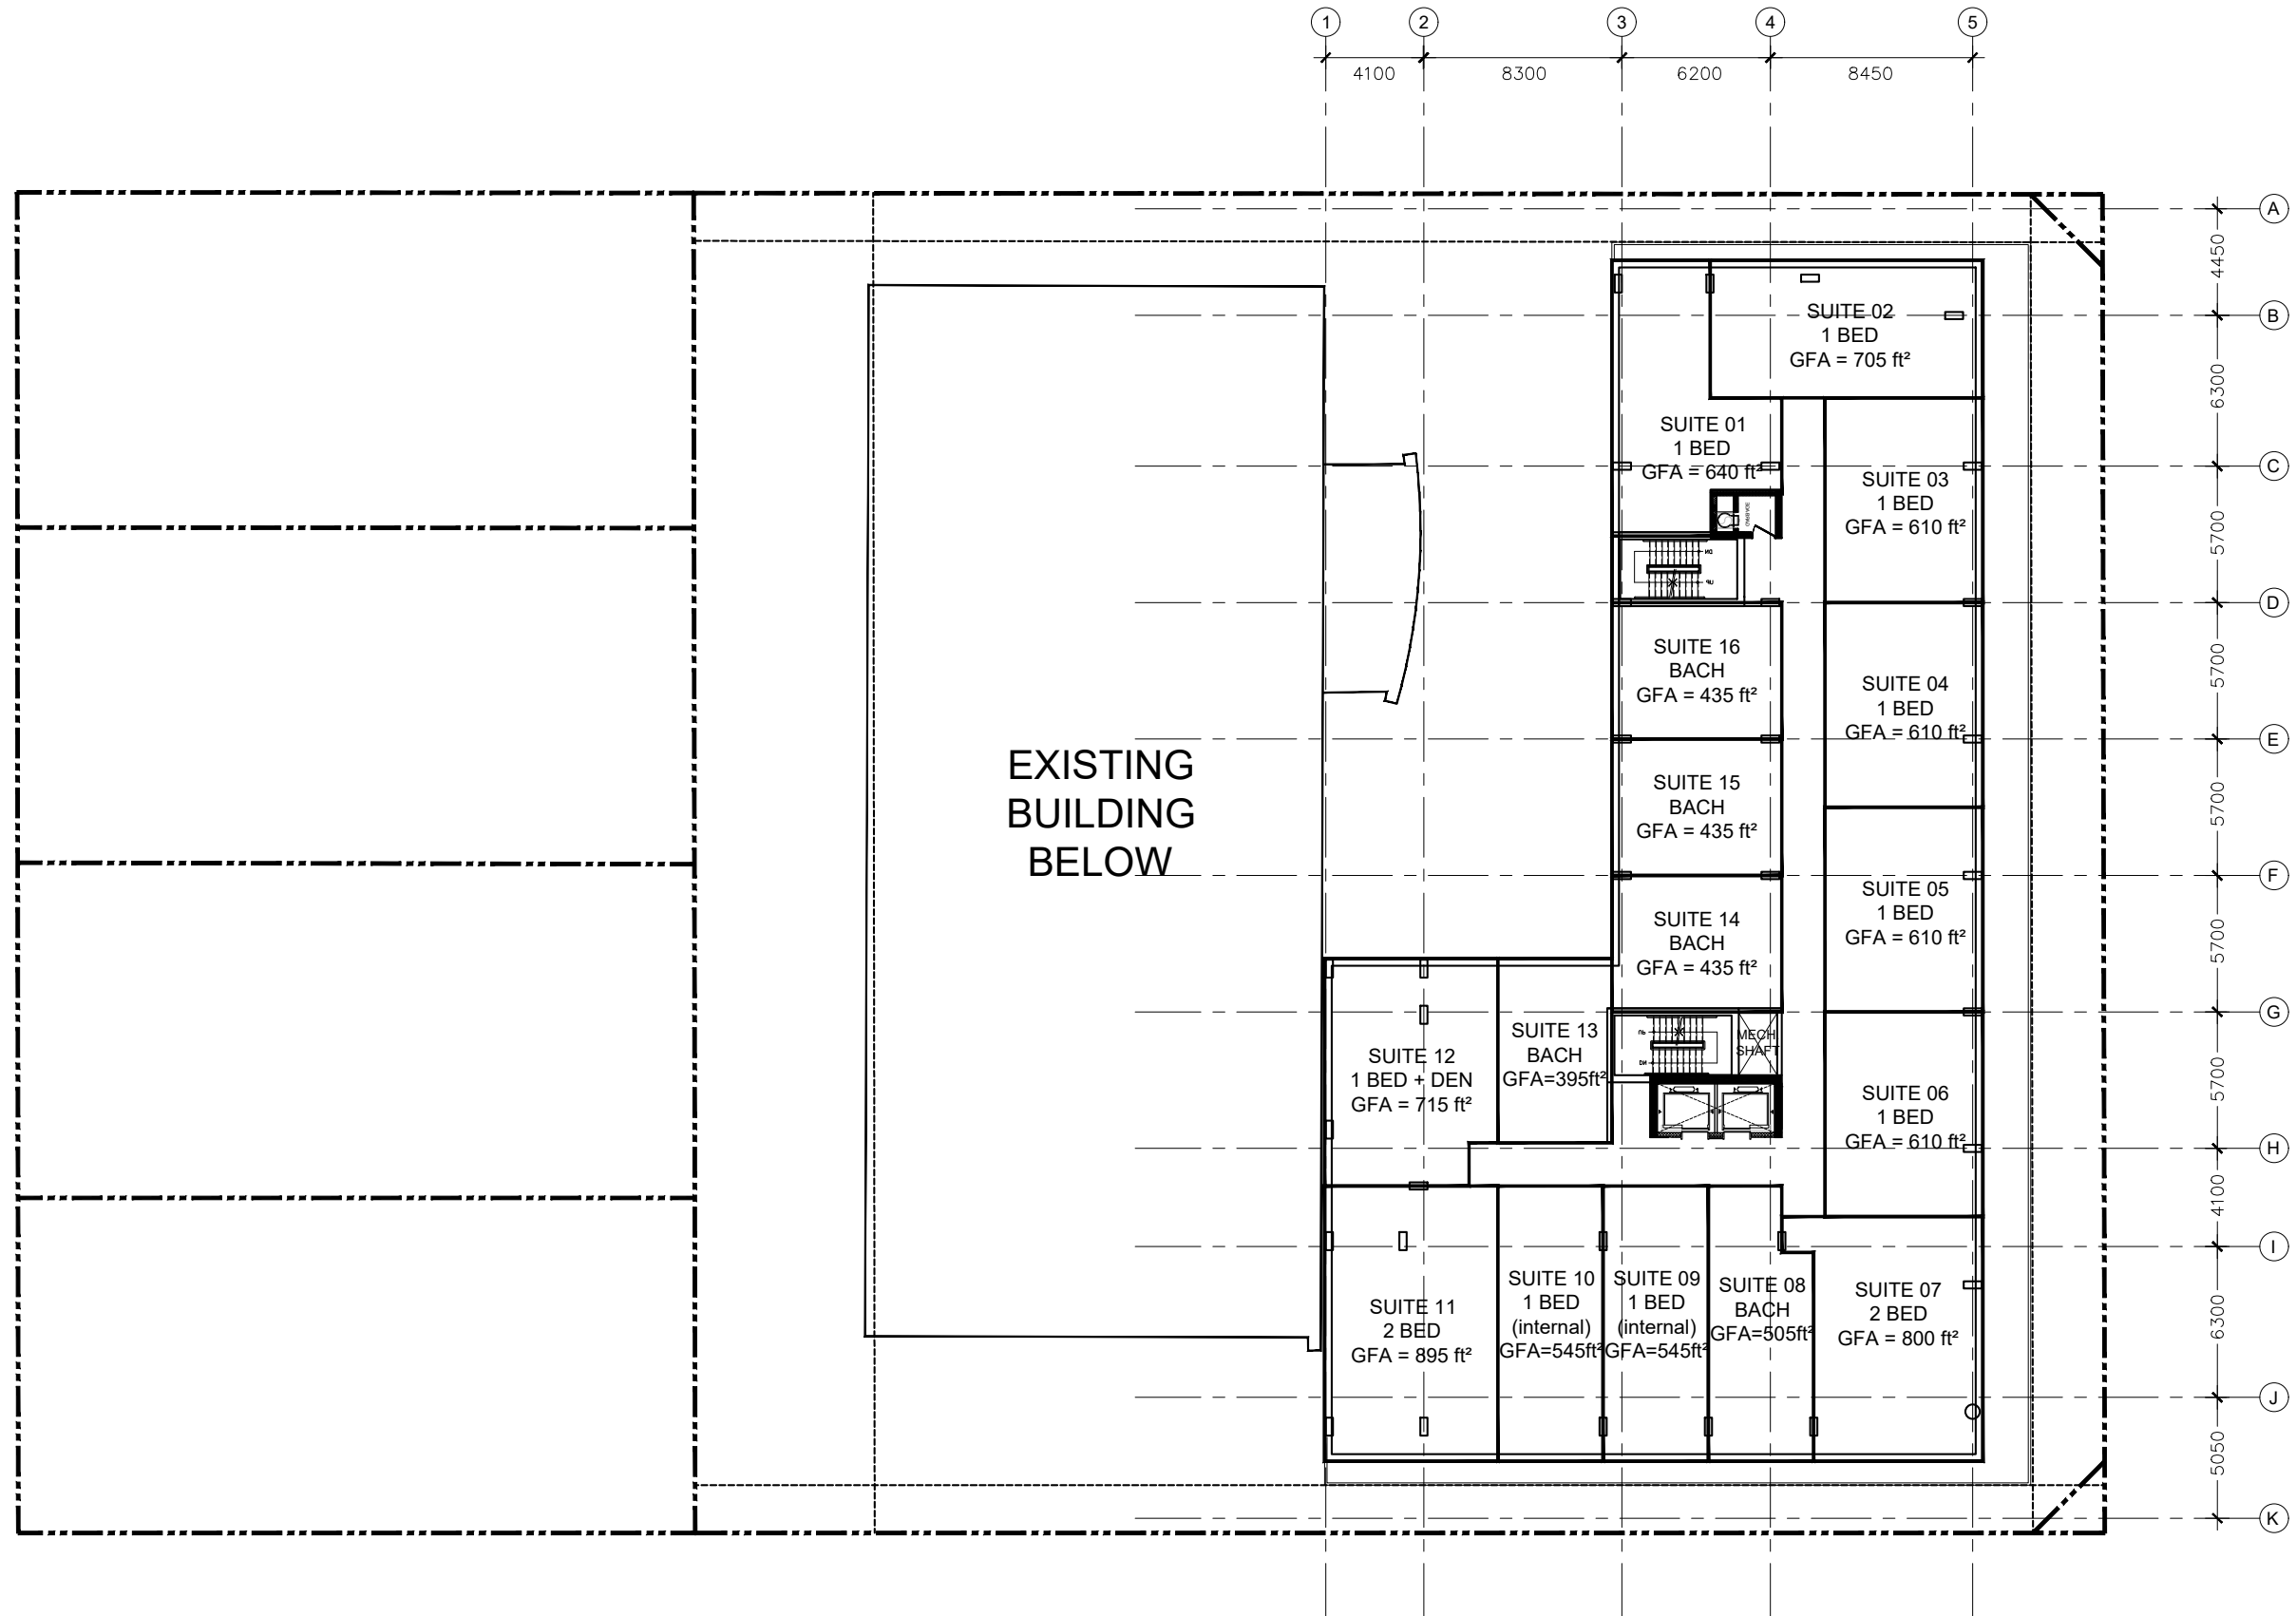 1
2
3
4
5
4100
8300
6200
8450
A
4450
B
6300
C
5700
D
5700
E
5700
F
5700
G
5700
H
4100
I
6300
J
5050
K
SUITE 02
1 BED
GFA = 705 ft²
SUITE 01
1 BED
GFA = 640 ft²
SUITE 03
1 BED
GFA = 610 ft²
DN
UP
SUITE 16
BACH
GFA = 435 ft²
SUITE 04
1 BED
GFA = 610 ft²
EXISTING
BUILDING
BELOW
SUITE 15
BACH
GFA = 435 ft²
SUITE 05
1 BED
GFA = 610 ft²
SUITE 14
BACH
GFA = 435 ft²
SUITE 12
1 BED + DEN
GFA = 715 ft²
SUITE 13
BACH
GFA=395ft²
UP
DN
MECH
SHAFT
SUITE 06
1 BED
GFA = 610 ft²
SUITE 11
2 BED
GFA = 895 ft²
SUITE 10
1 BED
(internal)
GFA=545ft²
SUITE 09
1 BED
(internal)
GFA=545ft²
SUITE 08
BACH
GFA=505ft²
SUITE 07
2 BED
GFA = 800 ft²